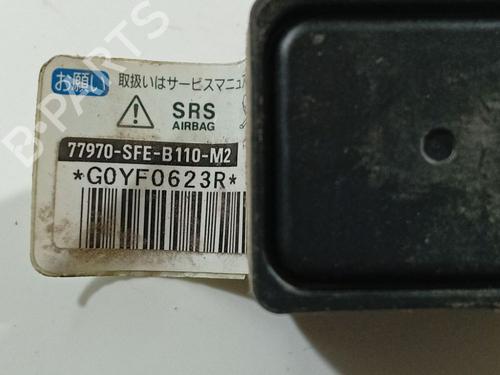 お願い 取扱いはサービスマニュ
SRS
AIRBAG
77970-SFE-B110-M2
*G0YF0623R*
B-PARTS